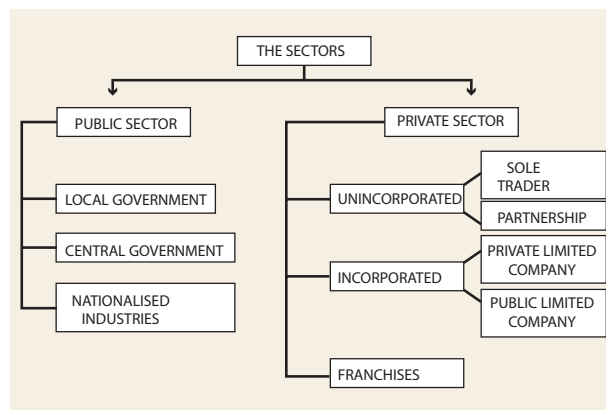 THE SECTORS
PUBLIC SECTOR
LOCAL GOVERNMENT
CENTRAL GOVERNMENT
NATIONALISED
INDUSTRIES
PRIVATE SECTOR
UNINCORPORATED
SOLE
TRADER
PARTNERSHIP
INCORPORATED
PRIVATE LIMITED
COMPANY
PUBLIC LIMITED
COMPANY
FRANCHISES